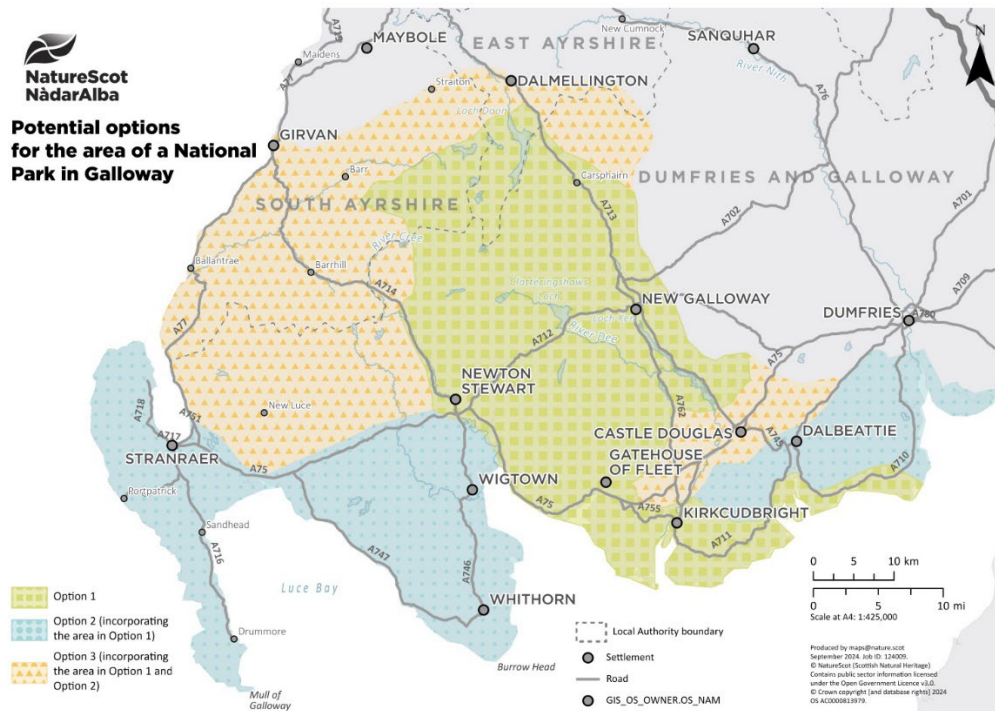 NatureScot
NàdarAlba
Potential options
for the area of a National
Park in Galloway
A719
MAYBOLE
EAST AYRSHIRE
New Cumnock
SANQUHAR
N
Maidens
A77
Straiton
DALMELLINGTON
River Nith
A76
Loch Doon
GIRVAN
Barr
Carsphairn
DUMFRIES AND GALLOWAY
SOUTH AYRSHIRE
A713
A702
A701
River Cree
Ballantrae
Barrhill
A714
Clatteringshaws
Loch
NEW GALLOWAY
A709
Loch Ken
DUMFRIES
A780
A77
A712
River Dee
A75
NEWTON
STEWART
A718
A751
New Luce
A762
A717
STRANRAER
CASTLE DOUGLAS
A745
DALBEATTIE
A710
A75
GATEHOUSE
OF FLEET
Portpatrick
WIGTOWN
A75
A755
KIRKCUDBRIGHT
Sandhead
A711
A716
A747
A746
Luce Bay
WHITHORN
Drummore
Burrow Head
Mull of
Galloway
Option 1
Option 2 (incorporating
the area in Option 1)
Option 3 (incorporating
the area in Option 1 and
Option 2)
Local Authority boundary
Settlement
Road
GIS_OS_OWNER.OS_NAM
0 5 10 km
0 5 10 mi
Scale at A4: 1:425,000
Produced by maps@nature.scot
September 2024. Job ID: 124009.
© NatureScot (Scottish Natural Heritage)
Contains public sector information licensed
under the Open Government Licence v3.0.
© Crown copyright [and database rights] 2024
OS AC0000813979.